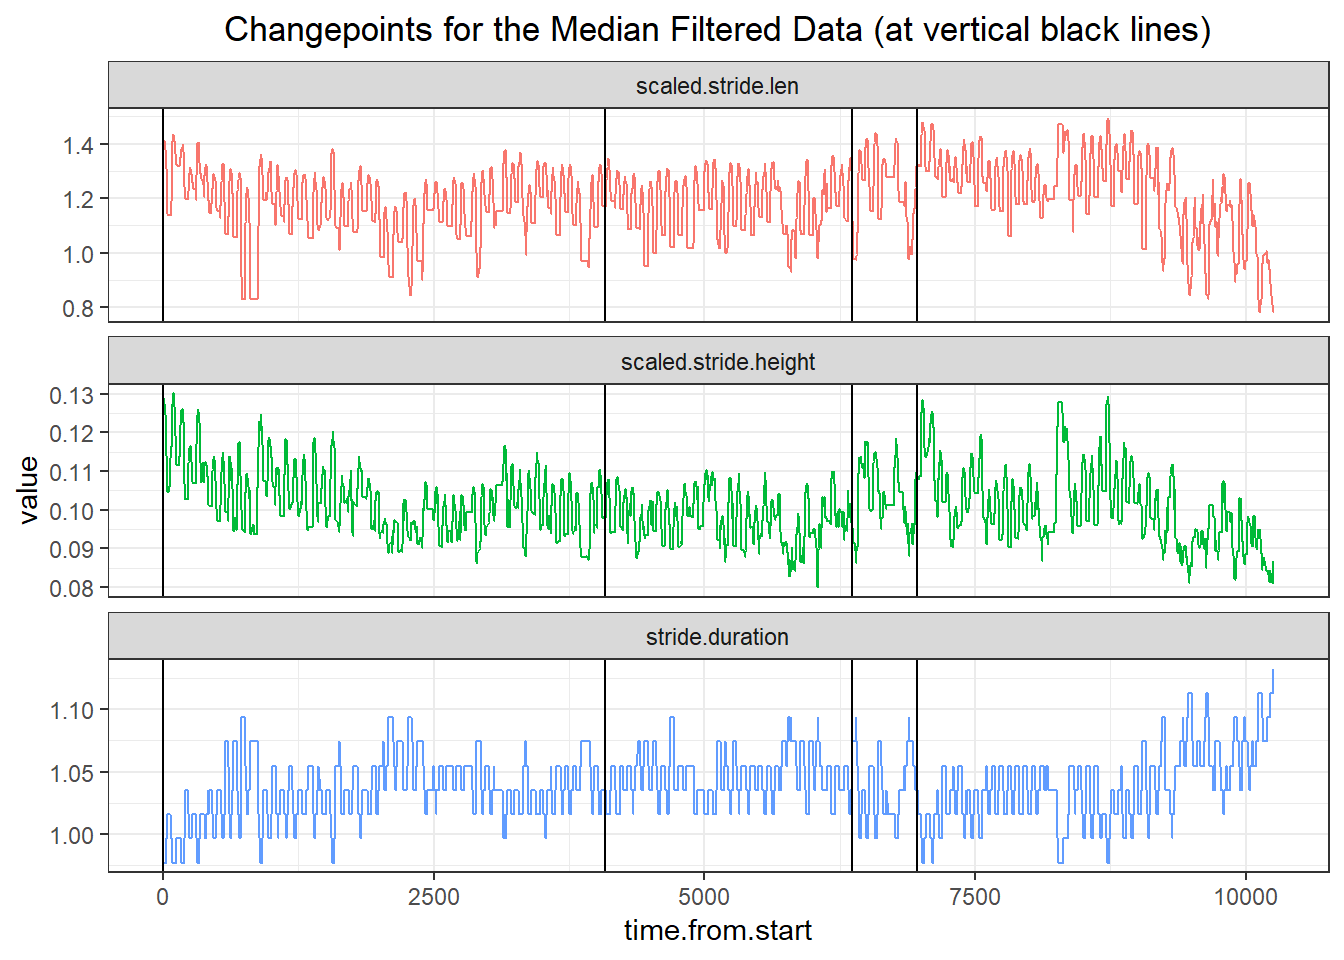 Changepoints for the Median Filtered Data (at vertical black lines)
scaled.stride.len
1.4
1.2
1.0
0.8
scaled.stride.height
0.13
0.12
0.11
0.10
0.09
0.08
value
stride.duration
1.10
1.05
1.00
0 2500 5000 7500 10000
time.from.start